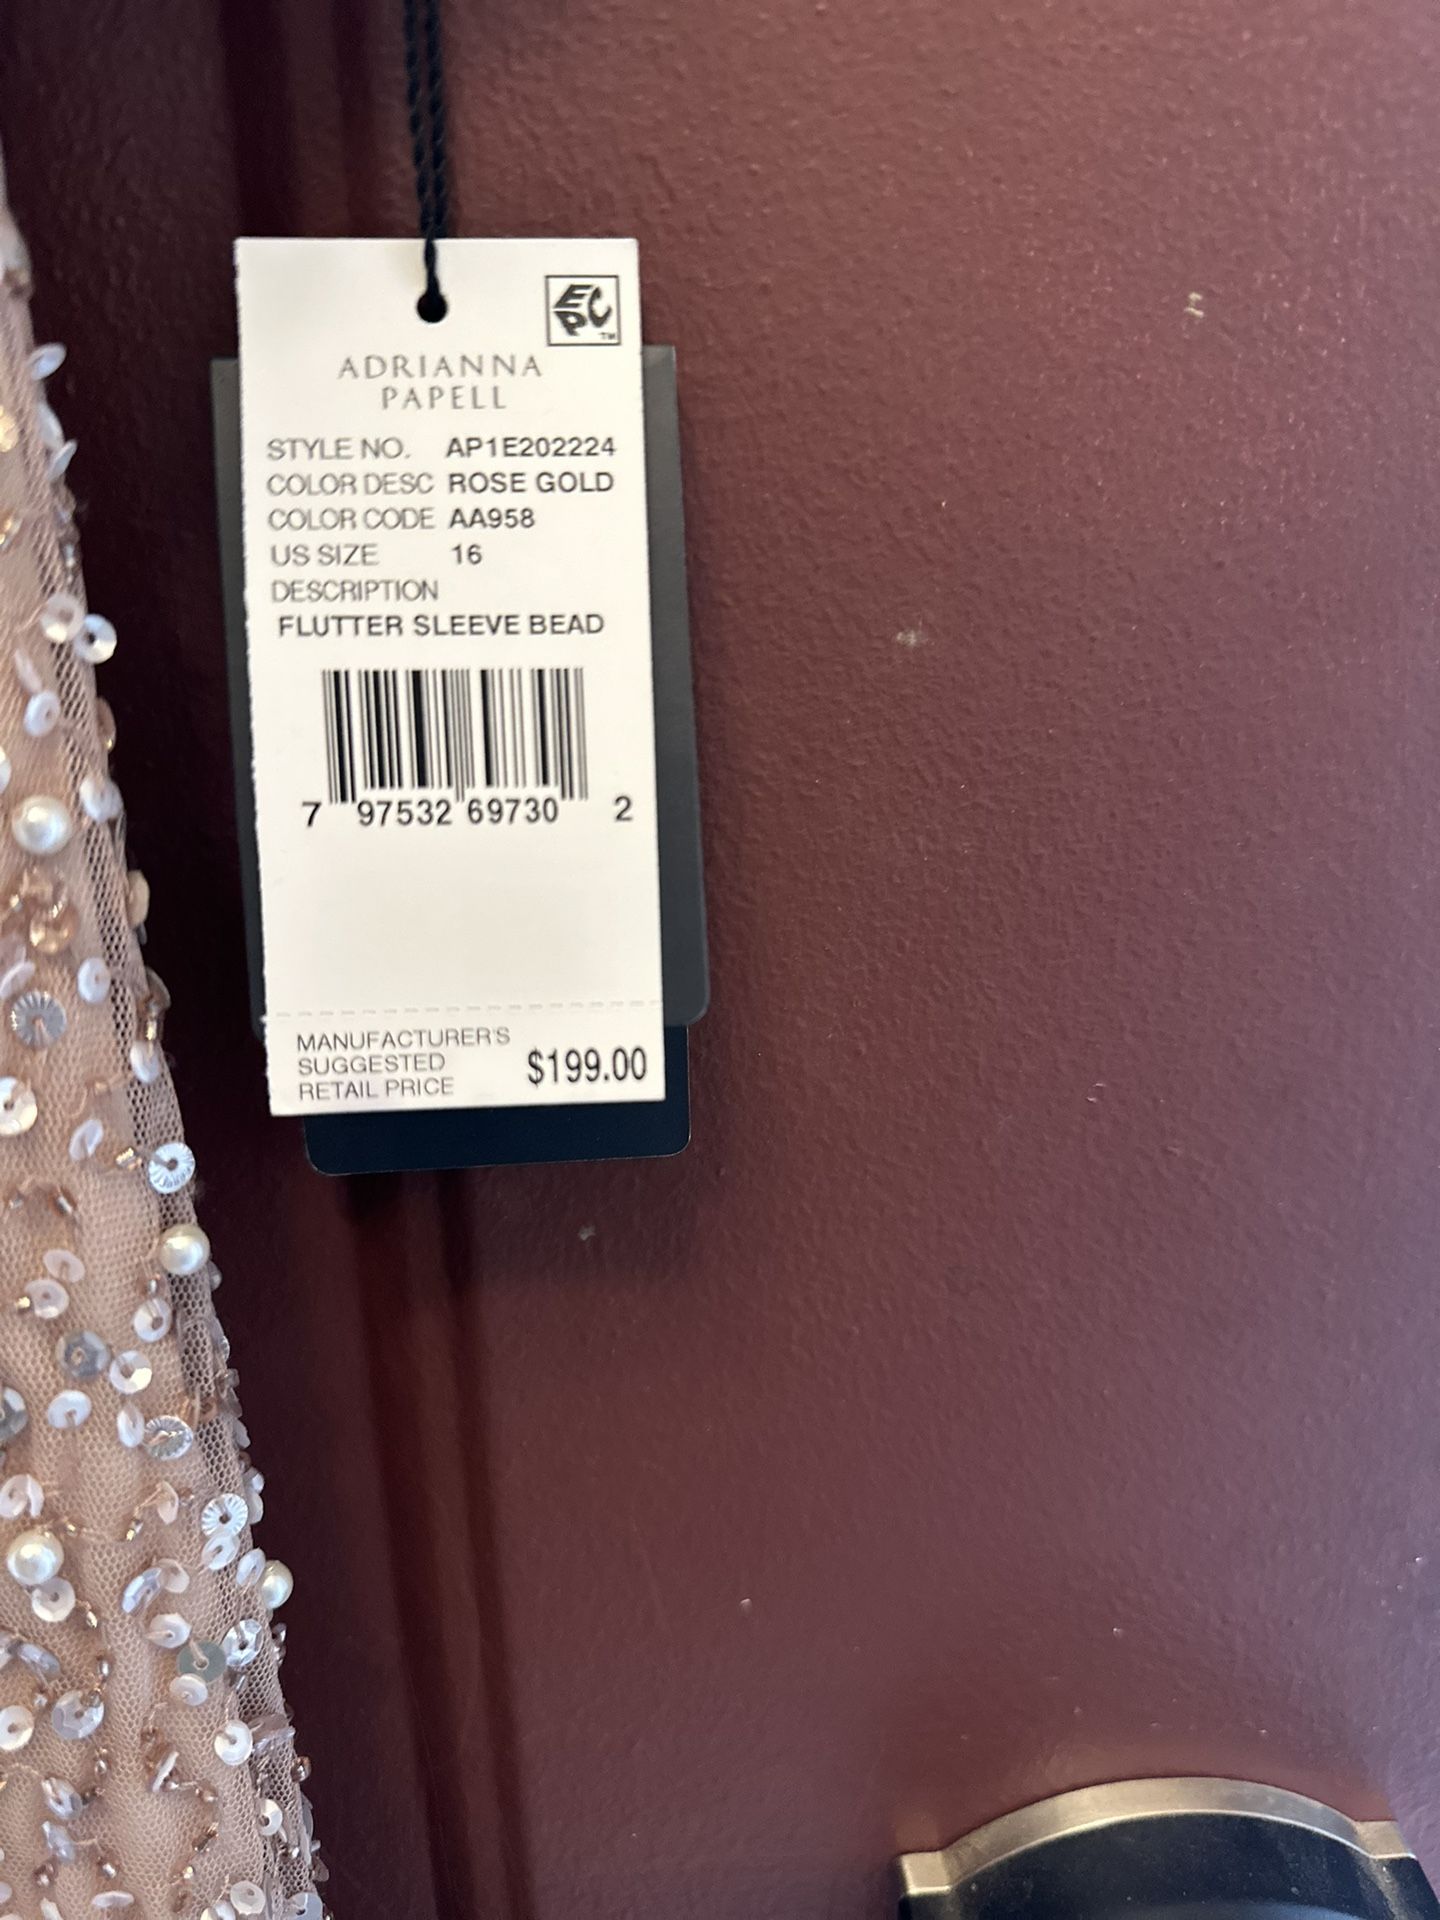 EPC™
ADRIANNA
PAPELL
STYLE NO. AP1E202224
COLOR DESC ROSE GOLD
COLOR CODE AA958
US SIZE 16
DESCRIPTION
FLUTTER SLEEVE BEAD
7 97532 69730 2
MANUFACTURER'S
SUGGESTED
RETAIL PRICE $199.00